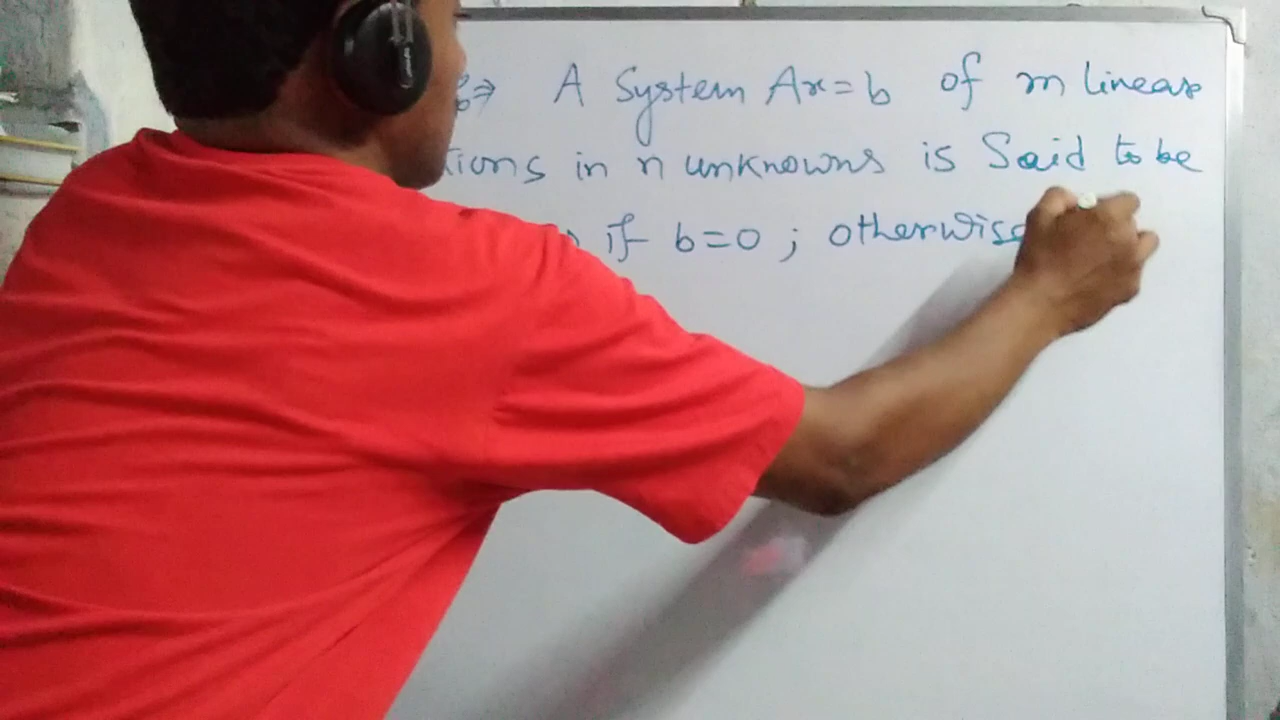 A System Ax=b of m linear
tions in n unknowns is Said to be
if b=0 ; otherwise